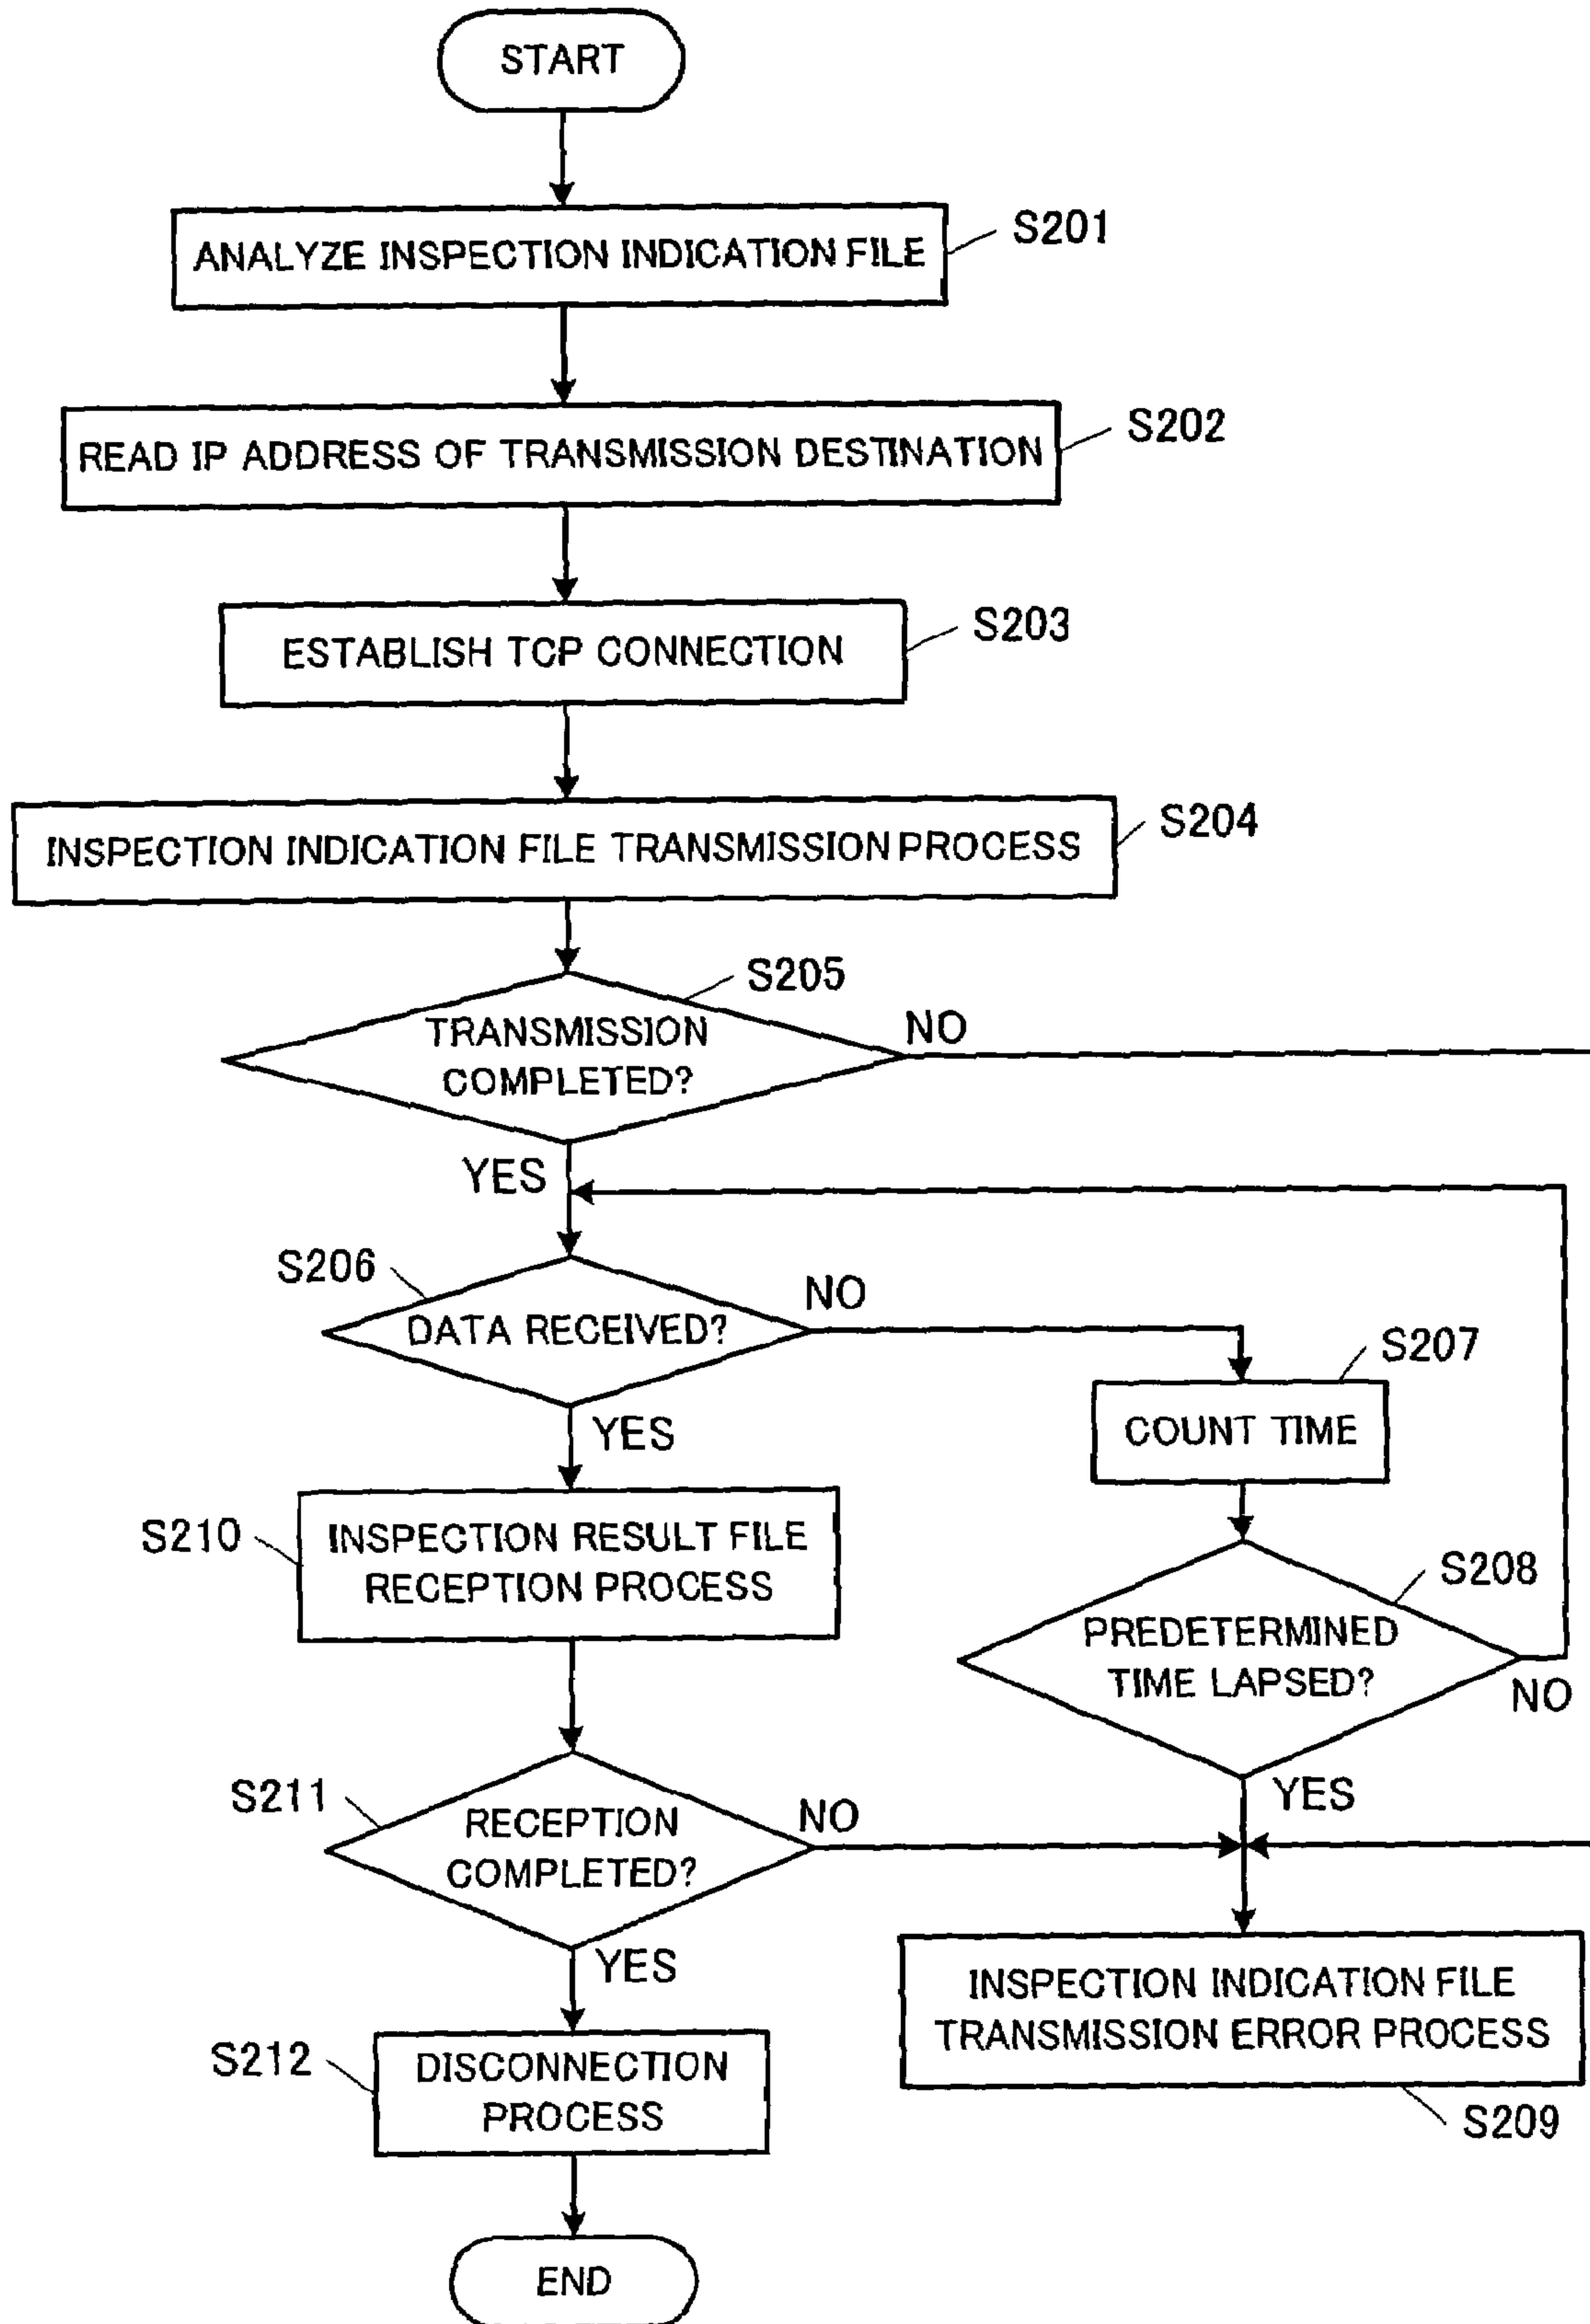 START
ANALYZE INSPECTION INDICATION FILE
S201
READ IP ADDRESS OF TRANSMISSION DESTINATION
S202
ESTABLISH TCP CONNECTION
S203
INSPECTION INDICATION FILE TRANSMISSION PROCESS
S204
S205
TRANSMISSION
COMPLETED?
NO
YES
S206
DATA RECEIVED?
NO
S207
COUNT TIME
YES
S210
INSPECTION RESULT FILE
RECEPTION PROCESS
S208
PREDETERMINED
TIME LAPSED?
NO
YES
S211
RECEPTION
COMPLETED?
NO
YES
INSPECTION INDICATION FILE
TRANSMISSION ERROR PROCESS
S209
S212
DISCONNECTION
PROCESS
END